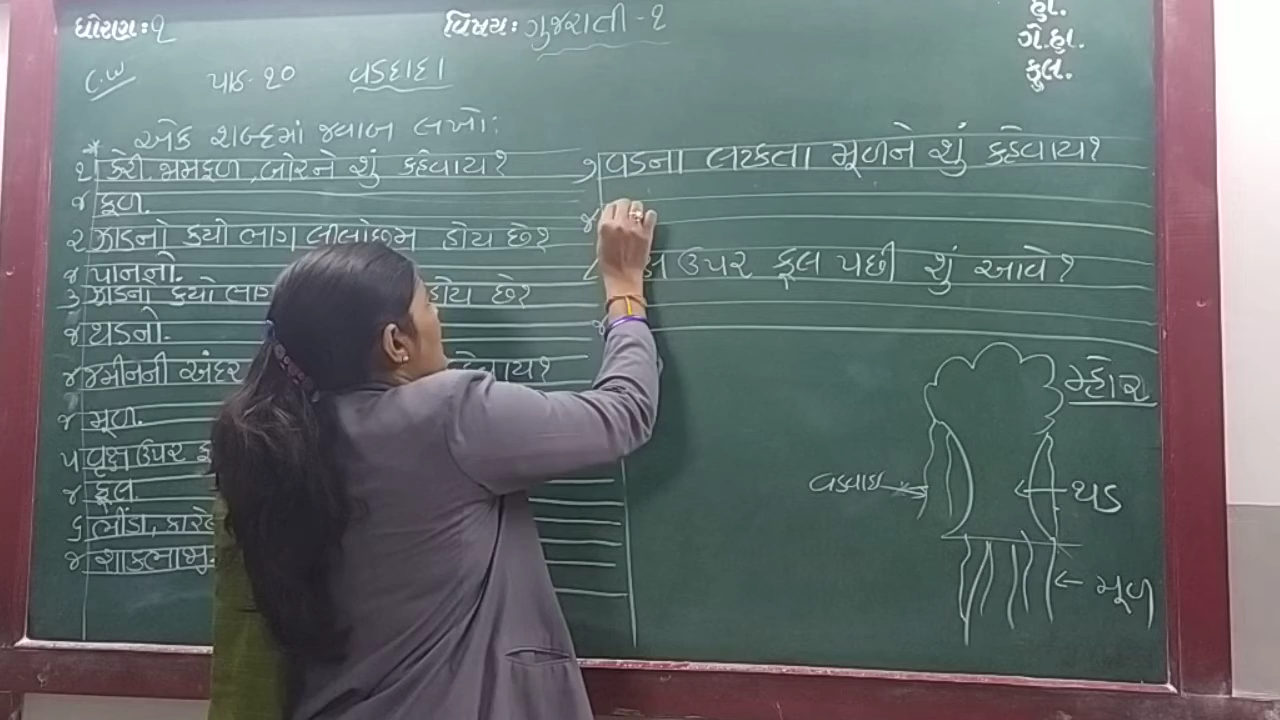 ધોરણ: ૧
વિષય: ગુજરાતી - ૧
હા.
ગે.હા.
કુલ.
C.W
પાઠ- ૧૦ વડદાદા
* એક શબ્દમાં જવાબ લખો:
૧ કેરી, જામફળ, બોરને શું કહેવાય?
જ ફળ.
૨ ઝાડનો કયો ભાગ લીલોછમ હોય છે?
જ પાનનો.
૩ ઝાડનો કયો ભાગ હોય છે?
જ થડનો.
૪ જમીનની અંદર
જ મૂળ.
૫ વૃક્ષ ઉપર
જ ફૂલ.
૬ ભીંડા, કારેલ
જ શાકભાજી
૭ વડના લટકતા મૂળને શું કહેવાય?
જ
ઉપર ફૂલ પછી શું આવે?
જ
મ્હોર
વડવાઇ
થડ
મૂળ